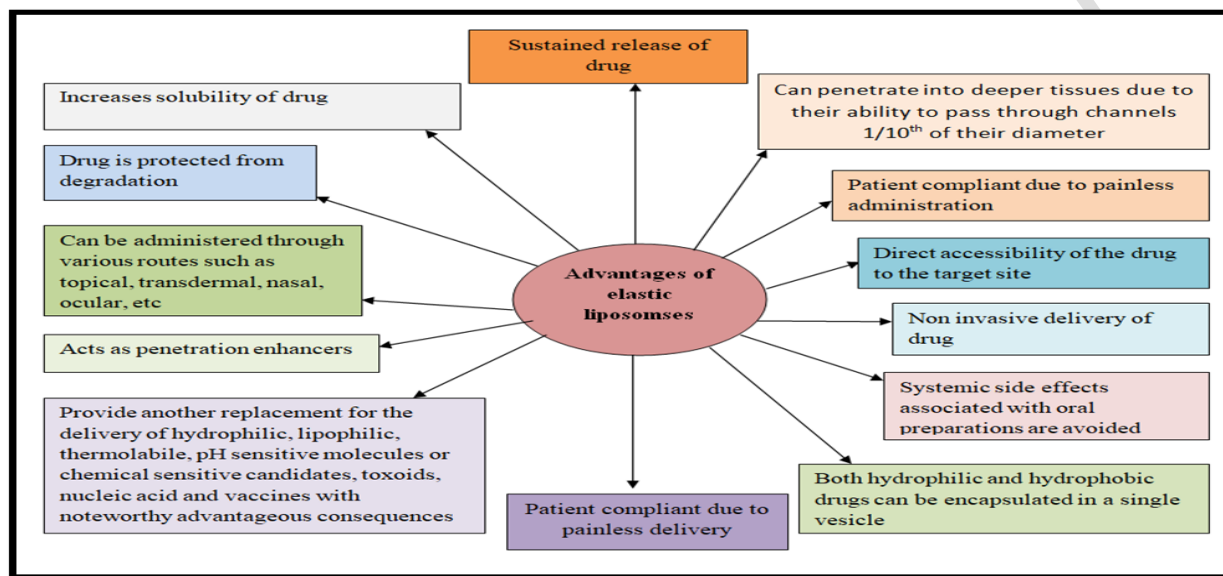 Sustained release of
drug
Increases solubility of drug
Can penetrate into deeper tissues due to
their ability to pass through channels
1/10th of their diameter
Drug is protected from
degradation
Patient compliant due to painless
administration
Can be administered through
various routes such as
topical, transdermal, nasal,
ocular, etc
Advantages of
elastic
liposomses
Direct accessibility of the drug
to the target site
Acts as penetration enhancers
Non invasive delivery of
drug
Provide another replacement for the
delivery of hydrophilic, lipophilic,
thermolabile, pH sensitive molecules or
chemical sensitive candidates, toxoids,
nucleic acid and vaccines with
noteworthy advantageous consequences
Systemic side effects
associated with oral
preparations are avoided
Patient compliant due to
painless delivery
Both hydrophilic and hydrophobic
drugs can be encapsulated in a single
vesicle